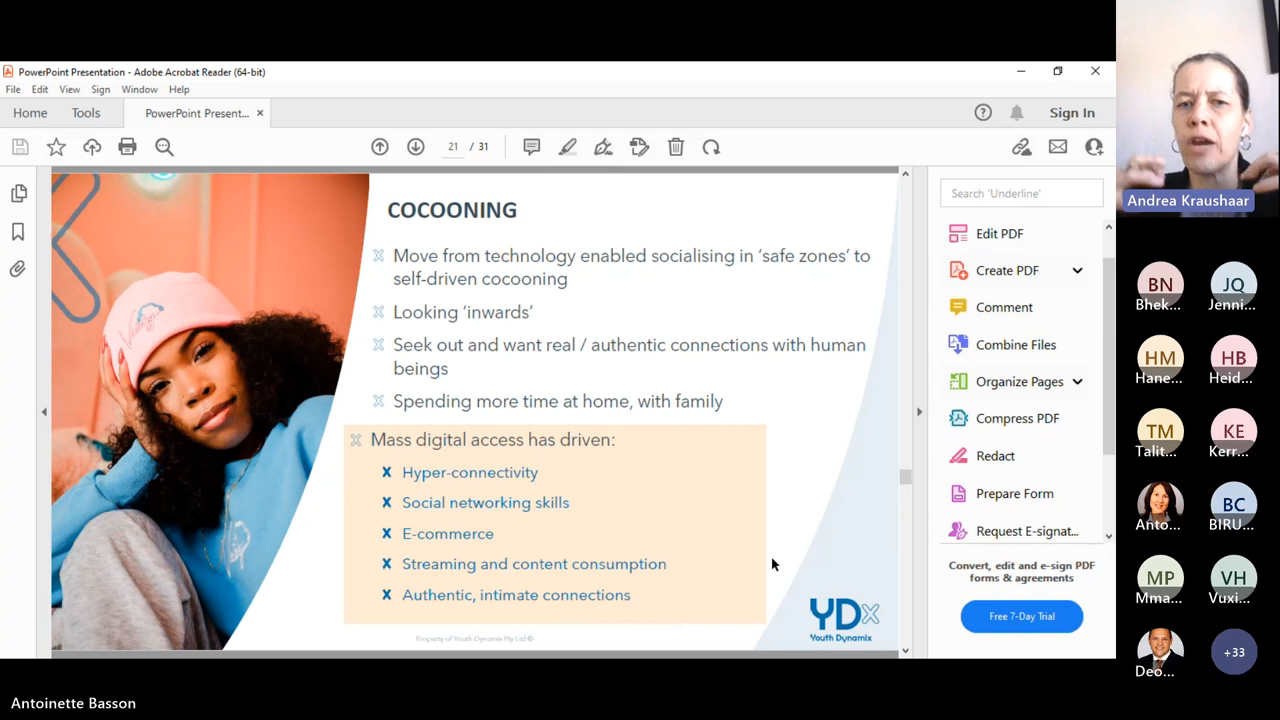 PowerPoint Presentation - Adobe Acrobat Reader (64-bit)
File Edit View Sign Window Help
Home Tools PowerPoint Present... × Sign In
21 / 31
COCOONING
Move from technology enabled socialising in ‘safe zones’ to
self-driven cocooning
Looking ‘inwards’
Seek out and want real / authentic connections with human
beings
Spending more time at home, with family
Mass digital access has driven:
Hyper-connectivity
Social networking skills
E-commerce
Streaming and content consumption
Authentic, intimate connections
Property of Youth Dynamix Pty Ltd ©
YDx
Youth Dynamix
Search 'Underline'
Edit PDF
Create PDF
Comment
Combine Files
Organize Pages
Compress PDF
Redact
Prepare Form
Request E-signat...
Convert, edit and e-sign PDF
forms & agreements
Free 7-Day Trial
Andrea Kraushaar
BN JQ
Bhek... Jenni...
HM HB
Hane... Heid...
TM KE
Talit... Kerr...
BC
Anto... BIRU...
MP VH
Mma... Vuxi...
+33
Deo...
Antoinette Basson